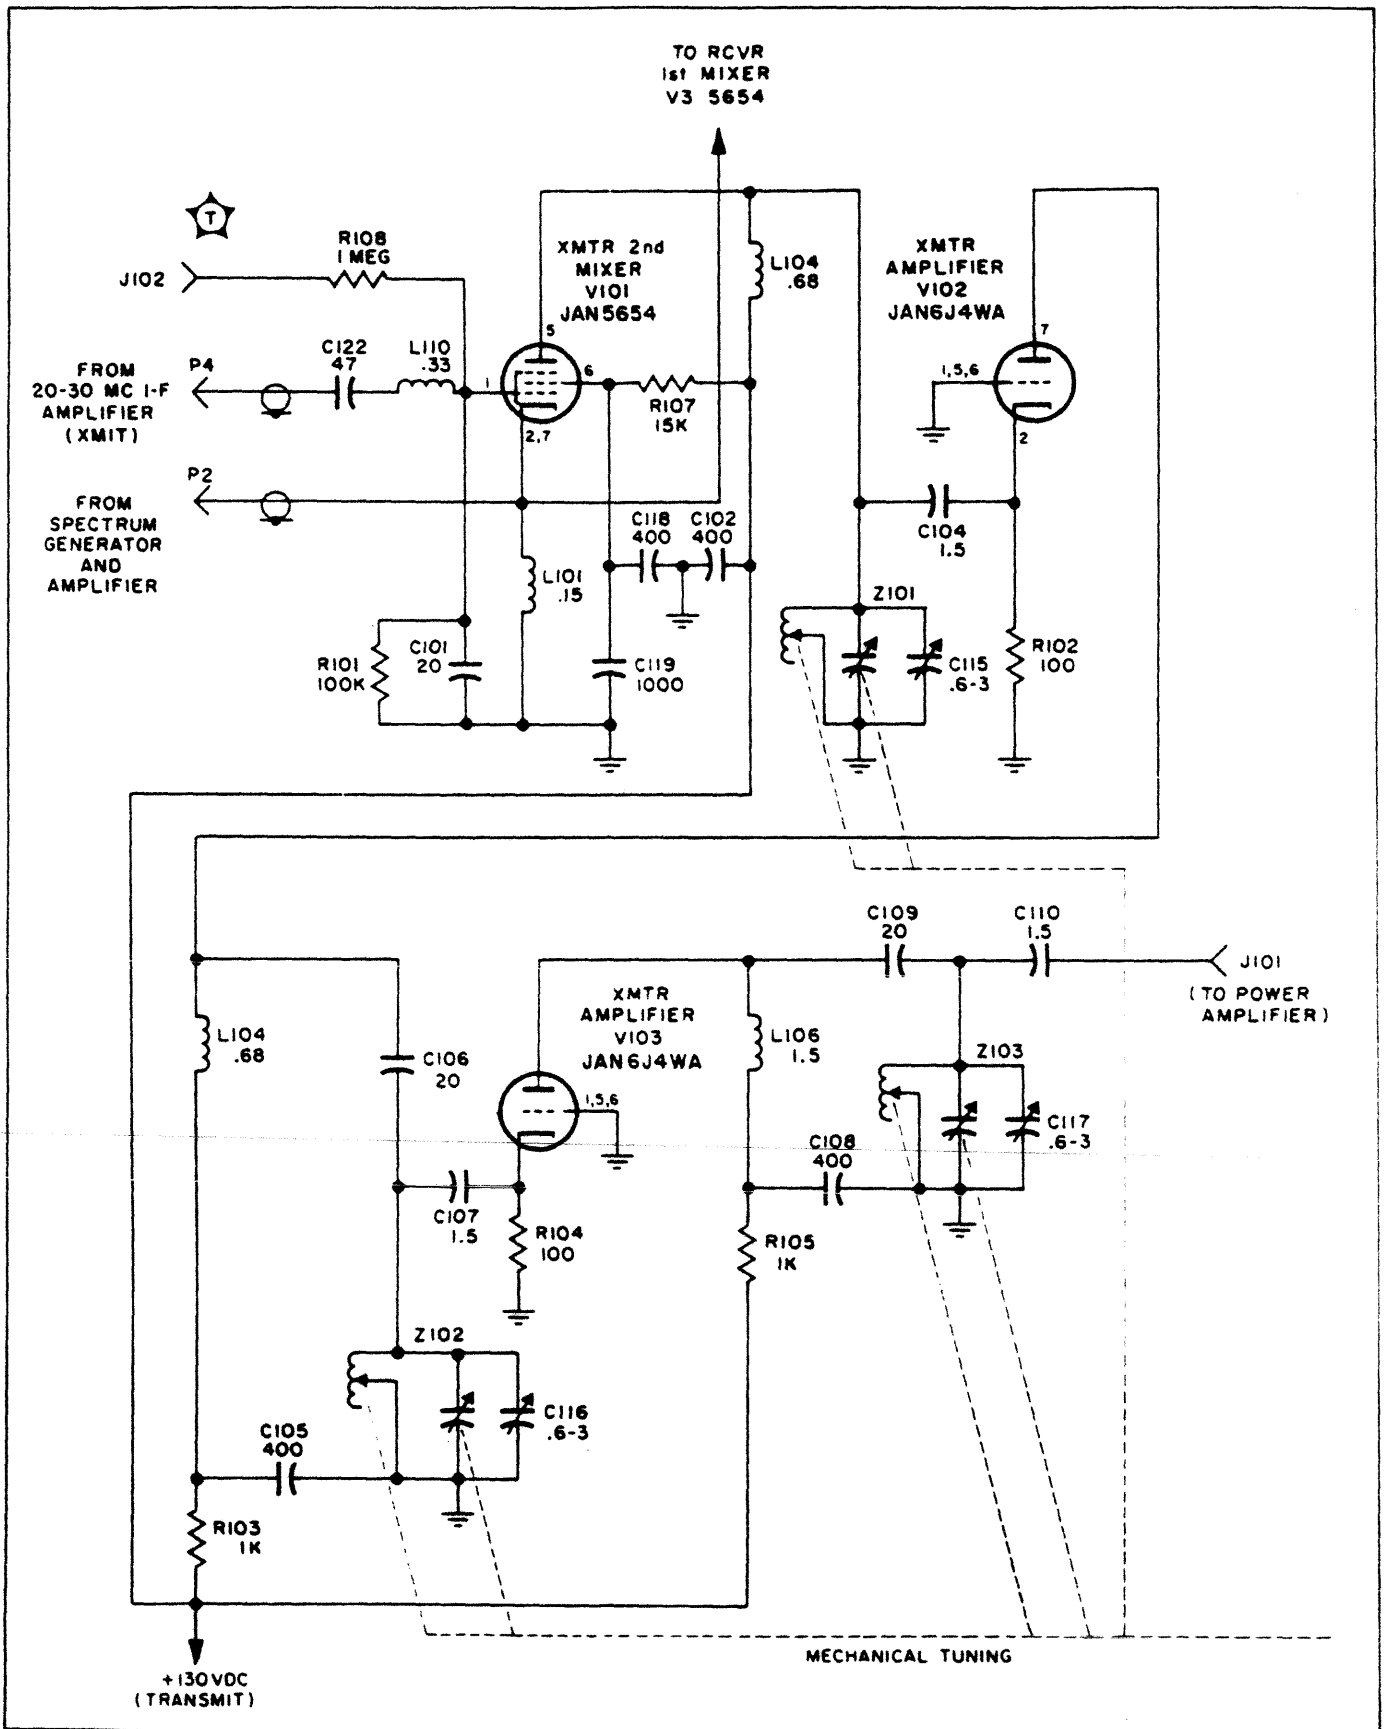 TO RCVR
1st MIXER
V3 5654
T
R108
1 MEG
J102
XMTR 2nd
MIXER
V101
JAN5654
L104
.68
XMTR
AMPLIFIER
V102
JAN6J4WA
5
7
FROM
20-30 MC I-F
AMPLIFIER
(XMIT)
P4
C122
47
L110
.33
1
6
R107
15K
1,5,6
2,7
2
P2
FROM
SPECTRUM
GENERATOR
AND
AMPLIFIER
C118
400
C102
400
C104
1.5
L101
.15
Z101
R101
100K
C101
20
C119
1000
C115
.6-3
R102
100
C109
20
C110
1.5
J101
(TO POWER
AMPLIFIER)
XMTR
AMPLIFIER
V103
JAN6J4WA
L104
.68
C106
20
L106
1.5
Z103
1,5,6
C117
.6-3
C108
400
C107
1.5
R104
100
R105
1K
Z102
C116
.6-3
C105
400
R103
1K
MECHANICAL TUNING
+130VDC
(TRANSMIT)